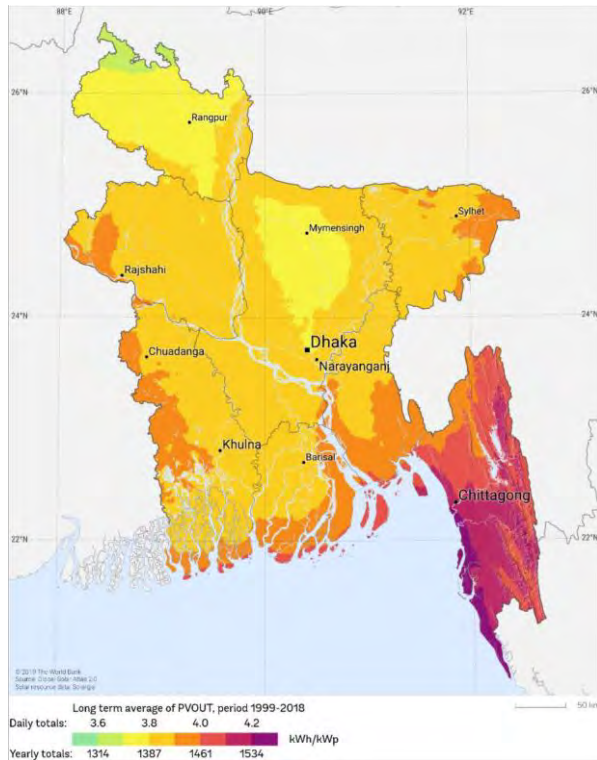 88°E 90°E 92°E
26°N 26°N
Rangpur
Sylhet
Mymensingh
Rajshahi
24°N 24°N
Dhaka
Chuadanga
Narayanganj
Khulna
Barisal
Chittagong
22°N 22°N
© 2019 The World Bank
Source: Global Solar Atlas 2.0
Solar resource data: Solargis
50 km
Long term average of PVOUT, period 1999-2018
Daily totals: 3.6 3.8 4.0 4.2
kWh/kWp
Yearly totals: 1314 1387 1461 1534